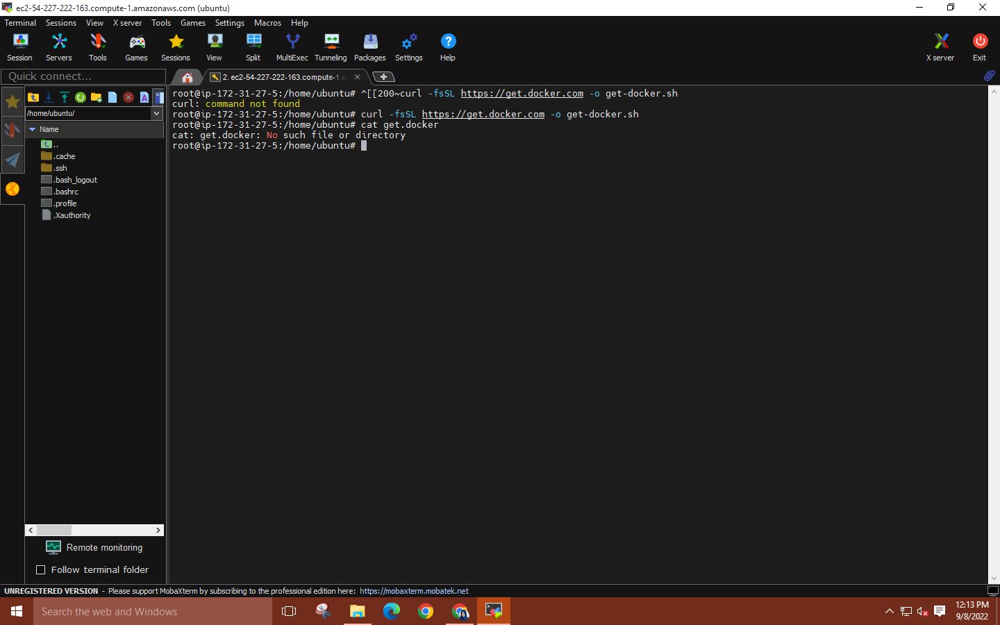 ec2-54-227-222-163.compute-1.amazonaws.com (ubuntu)
Terminal Sessions View X server Tools Games Settings Macros Help
Session Servers Tools Games Sessions View Split MultiExec Tunneling Packages Settings Help X server Exit
Quick connect...
2. ec2-54-227-222-163.compute-1.a
/home/ubuntu/
Name
..
.cache
.ssh
.bash_logout
.bashrc
.profile
.Xauthority
root@ip-172-31-27-5:/home/ubuntu# ^[[200~curl -fsSL https://get.docker.com -o get-docker.sh
curl: command not found
root@ip-172-31-27-5:/home/ubuntu# curl -fsSL https://get.docker.com -o get-docker.sh
root@ip-172-31-27-5:/home/ubuntu# cat get.docker
cat: get.docker: No such file or directory
root@ip-172-31-27-5:/home/ubuntu#
Remote monitoring
Follow terminal folder
UNREGISTERED VERSION - Please support MobaXterm by subscribing to the professional edition here: https://mobaxterm.mobatek.net
Search the web and Windows
12:13 PM
9/8/2022